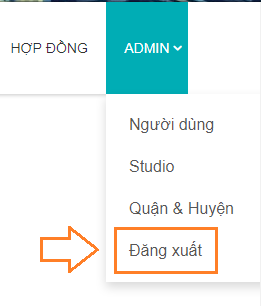 HỢP ĐỒNG ADMIN
Người dùng
Studio
Quận & Huyện
Đăng xuất